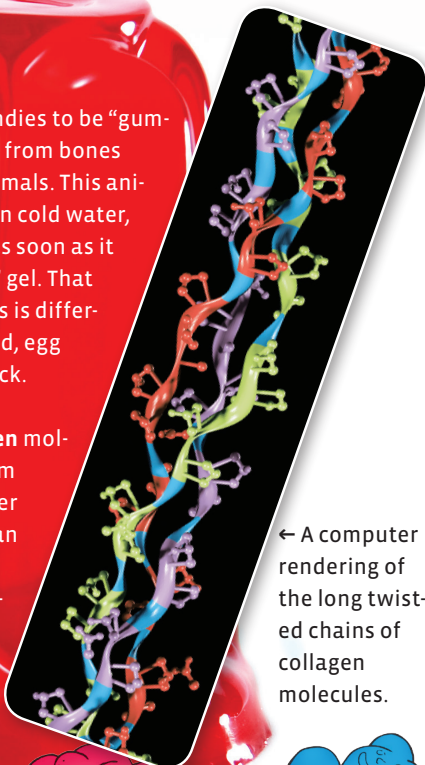 ndies to be “gum-
from bones
mals. This ani-
n cold water,
s soon as it
gel. That
s is differ-
d, egg
ck.
en mol-
m
er
an
-
← A computer
rendering of
the long twist-
ed chains of
collagen
molecules.